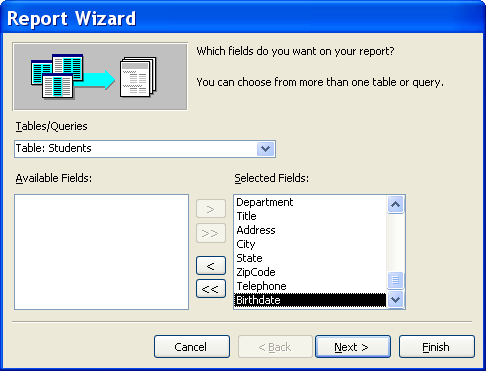 Report Wizard
Which fields do you want on your report?
You can choose from more than one table or query.
Tables/Queries
Table: Students
Available Fields:
Selected Fields:
>
>>
<
<<
Department
Title
Address
City
State
ZipCode
Telephone
Birthdate
Cancel
< Back
Next >
Finish